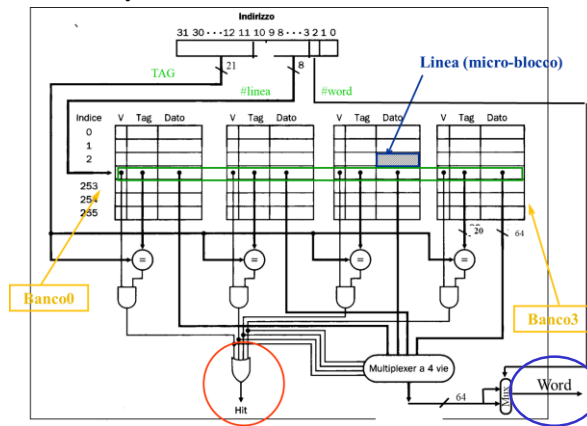 Indirizzo
31 30 ··· 12 11 10 9 8 ··· 3 2 1 0
TAG
21
#linea
8
#word
Linea (micro-blocco)
Indice
V Tag Dato
V Tag Dato
V Tag Dato
V Tag Dato
0
1
2
253
254
255
20
64
=
=
=
=
Banco0
Banco3
Multiplexer a 4 vie
Hit
64
Mux
Word